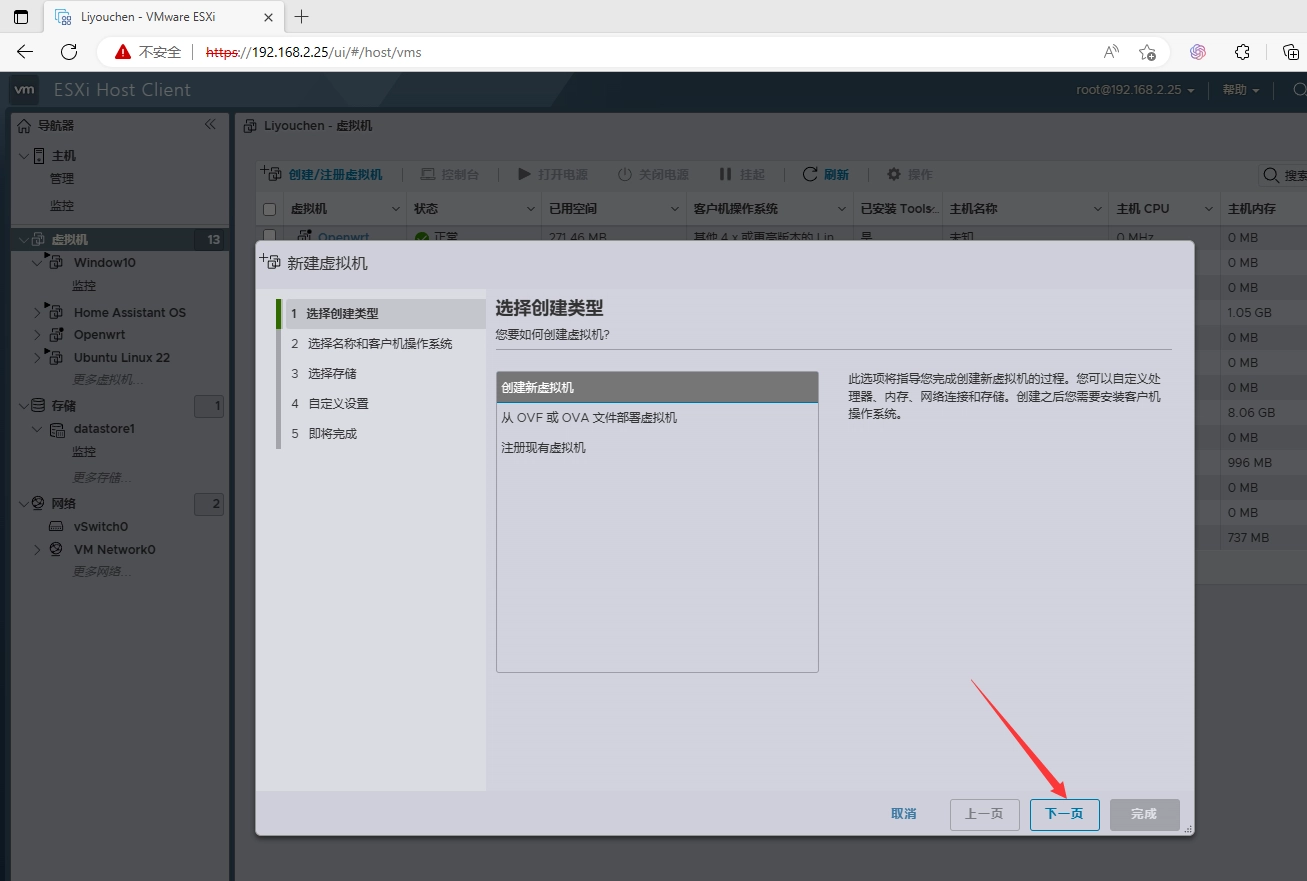 Liyouchen - VMware ESXi
不安全
https://192.168.2.25/ui/#/host/vms
vm ESXi Host Client
root@192.168.2.25
帮助
导航器
主机
管理
监控
虚拟机 13
Window10
监控
Home Assistant OS
Openwrt
Ubuntu Linux 22
更多虚拟机...
存储 1
datastore1
监控
更多存储...
网络 2
vSwitch0
VM Network0
更多网络...
Liyouchen - 虚拟机
创建/注册虚拟机 控制台 打开电源 关闭电源 挂起 刷新 操作 搜索
虚拟机 状态 已用空间 客户机操作系统 已安装 Tools... 主机名称 主机 CPU 主机内存
Openwrt 正常 271.46 MB 其他 4.x 或更高版本的 Lin... 是 未知 0 MHz 0 MB
0 MB
0 MB
1.05 GB
0 MB
0 MB
0 MB
8.06 GB
0 MB
996 MB
0 MB
0 MB
737 MB
新建虚拟机
1 选择创建类型
2 选择名称和客户机操作系统
3 选择存储
4 自定义设置
5 即将完成
选择创建类型
您要如何创建虚拟机?
创建新虚拟机
从 OVF 或 OVA 文件部署虚拟机
注册现有虚拟机
此选项将指导您完成创建新虚拟机的过程。您可以自定义处
理器、内存、网络连接和存储。创建之后您需要安装客户机
操作系统。
取消 上一页 下一页 完成